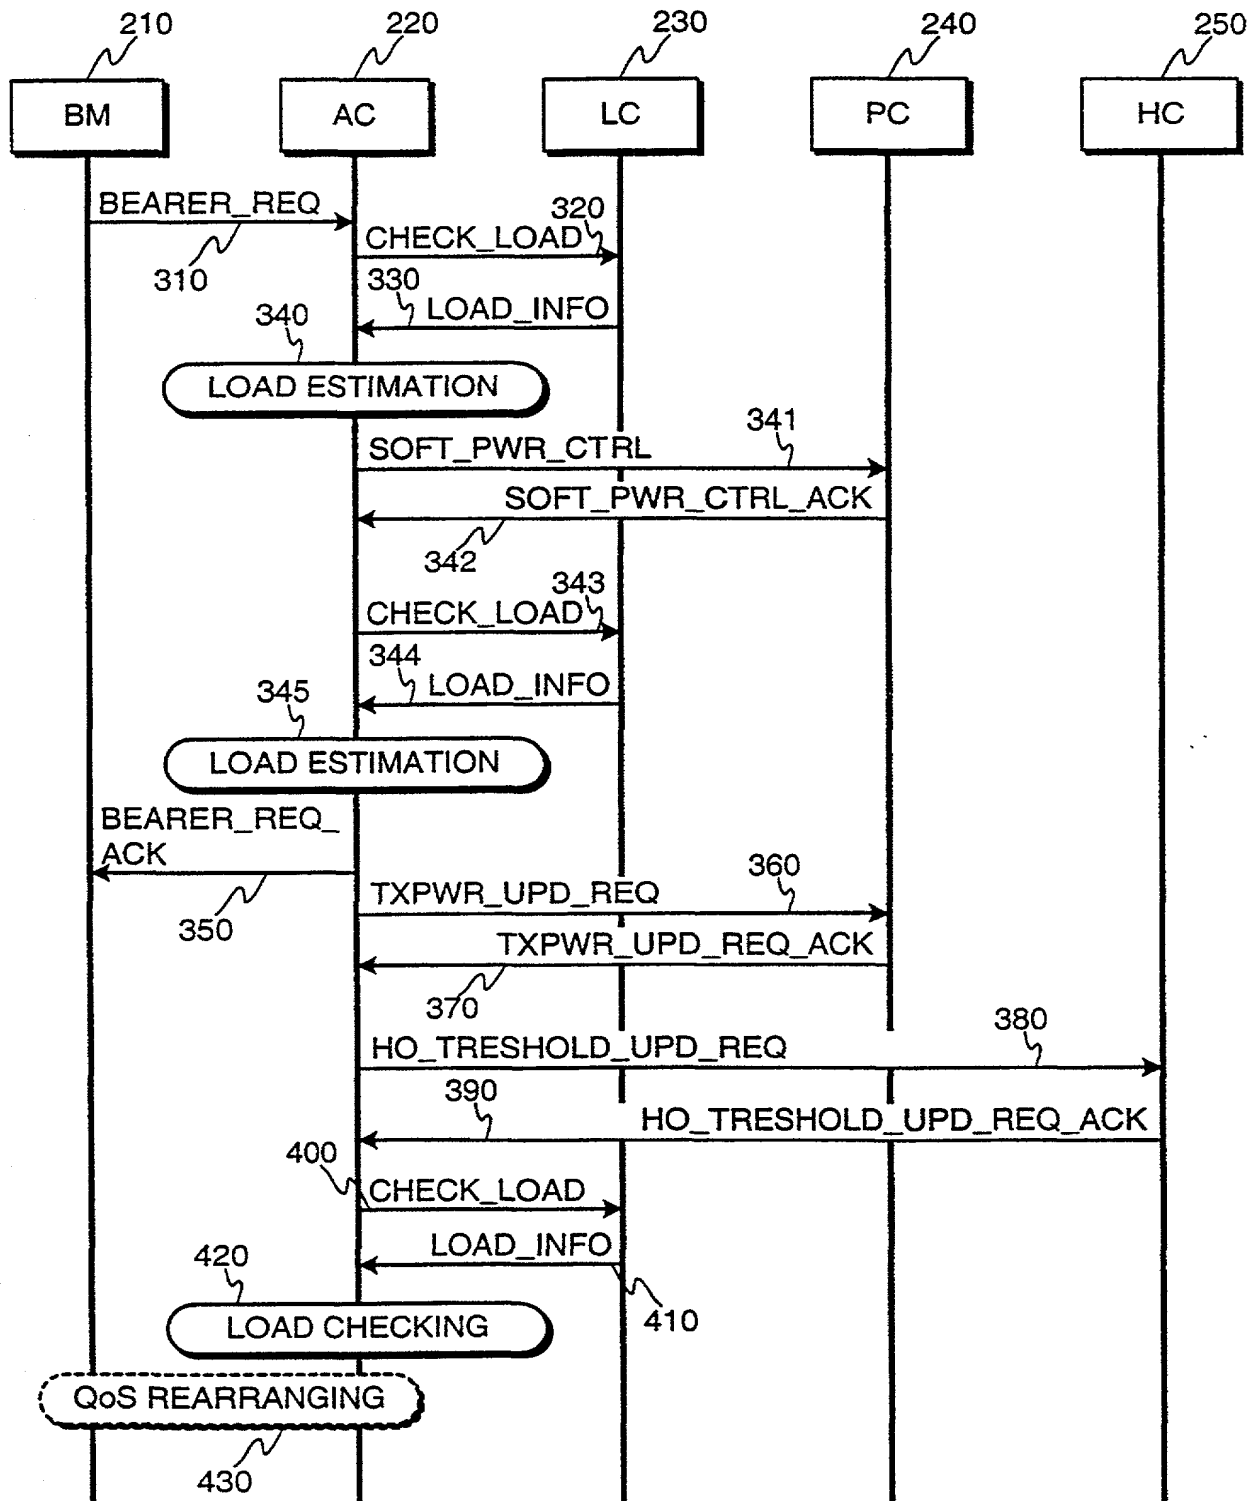 210 220 230 240 250
BM AC LC PC HC
BEARER_REQ
310
320
CHECK_LOAD
330
LOAD_INFO
340
LOAD ESTIMATION
341
SOFT_PWR_CTRL
SOFT_PWR_CTRL_ACK
342
343
CHECK_LOAD
344
LOAD_INFO
345
LOAD ESTIMATION
BEARER_REQ_
ACK
350
360
TXPWR_UPD_REQ
TXPWR_UPD_REQ_ACK
370
380
HO_TRESHOLD_UPD_REQ
390
HO_TRESHOLD_UPD_REQ_ACK
400
CHECK_LOAD
LOAD_INFO
410
420
LOAD CHECKING
QoS REARRANGING
430